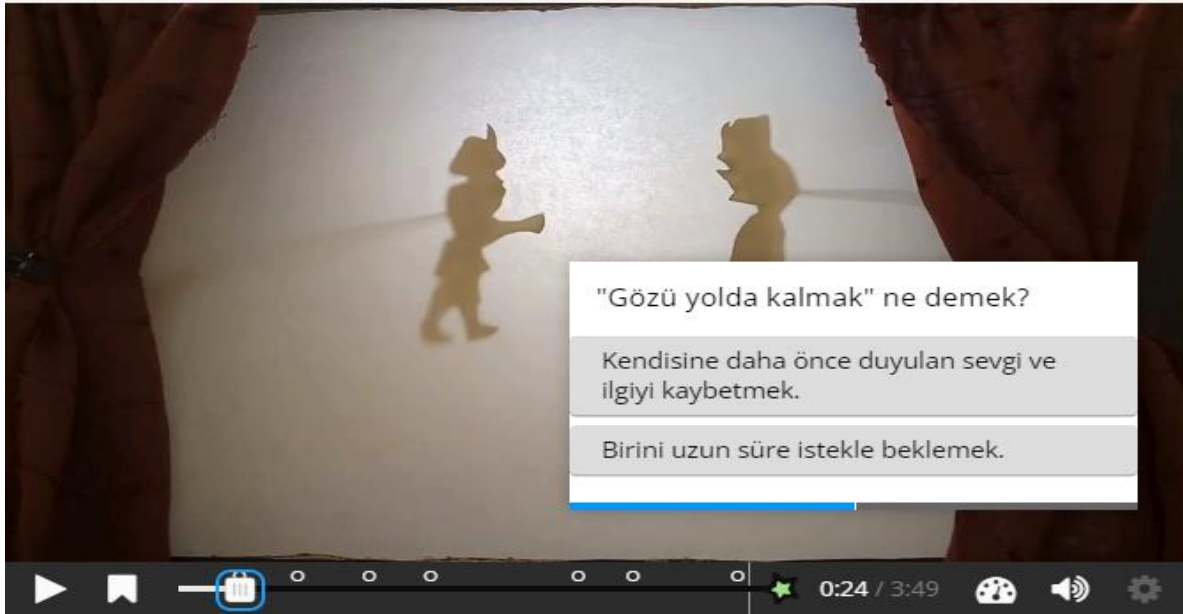 "Gözü yolda kalmak" ne demek?
Kendisine daha önce duyulan sevgi ve
ilgiyi kaybetmek.
Birini uzun süre istekle beklemek.
0:24 / 3:49